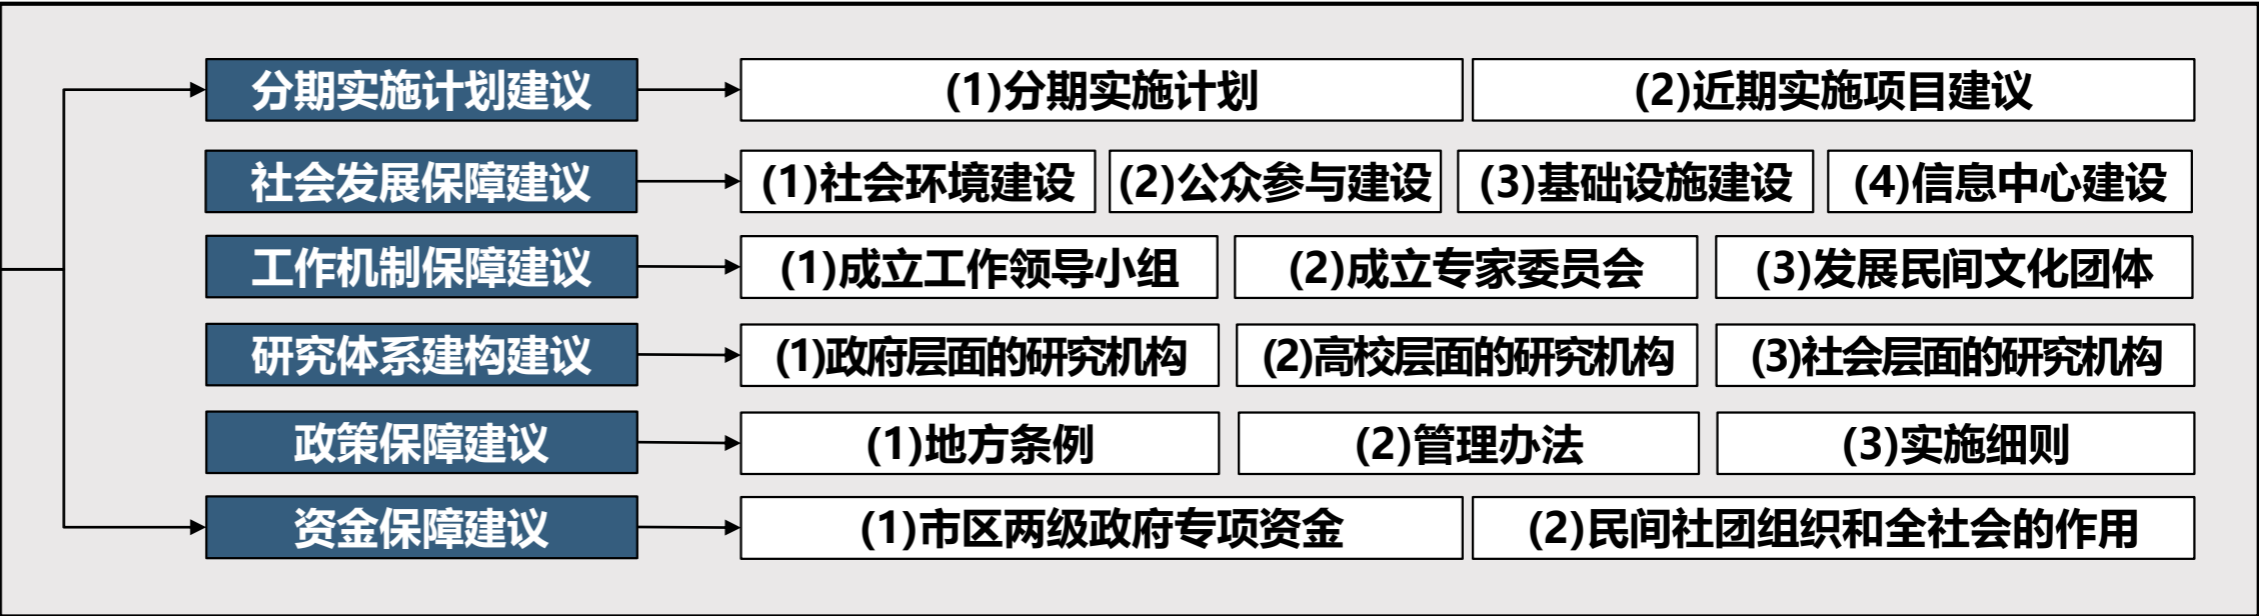 分期实施计划建议 (1)分期实施计划 (2)近期实施项目建议
社会发展保障建议 (1)社会环境建设 (2)公众参与建设 (3)基础设施建设 (4)信息中心建设
工作机制保障建议 (1)成立工作领导小组 (2)成立专家委员会 (3)发展民间文化团体
研究体系建构建议 (1)政府层面的研究机构 (2)高校层面的研究机构 (3)社会层面的研究机构
政策保障建议 (1)地方条例 (2)管理办法 (3)实施细则
资金保障建议 (1)市区两级政府专项资金 (2)民间社团组织和全社会的作用